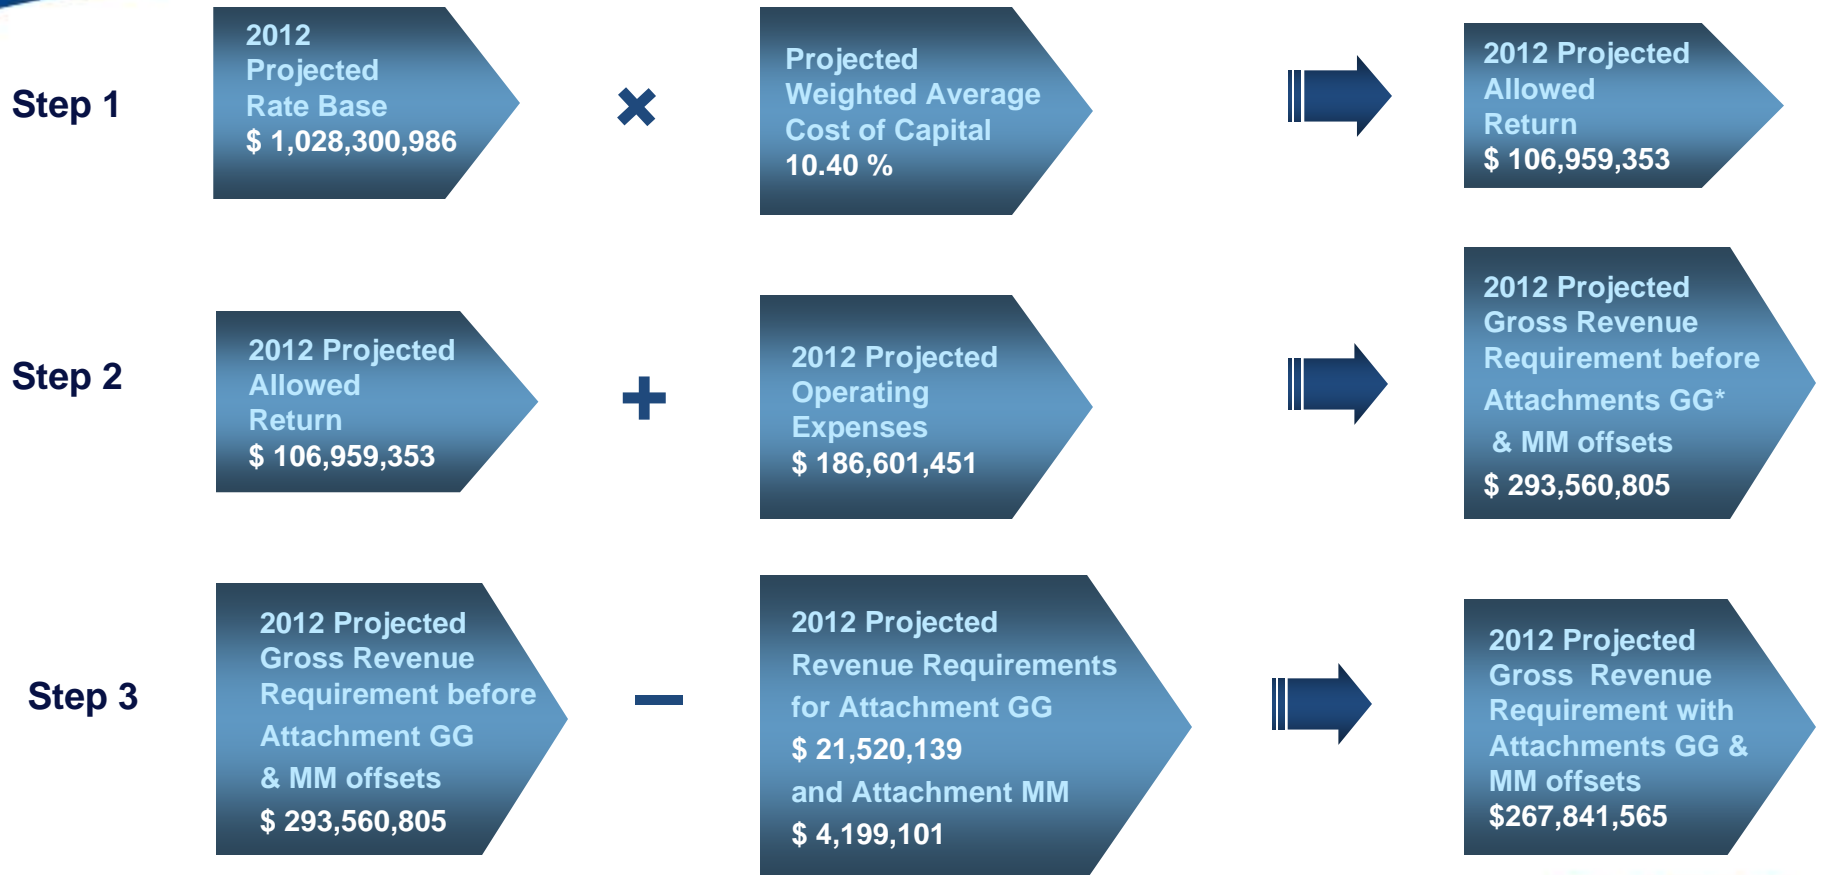 Step 1
2012
Projected
Rate Base
$ 1,028,300,986
Projected
Weighted Average
Cost of Capital
10.40 %
2012 Projected
Allowed
Return
$ 106,959,353
Step 2
2012 Projected
Allowed
Return
$ 106,959,353
2012 Projected
Operating
Expenses
$ 186,601,451
2012 Projected
Gross Revenue
Requirement before
Attachments GG*
& MM offsets
$ 293,560,805
Step 3
2012 Projected
Gross Revenue
Requirement before
Attachment GG
& MM offsets
$ 293,560,805
2012 Projected
Revenue Requirements
for Attachment GG
$ 21,520,139
and Attachment MM
$ 4,199,101
2012 Projected
Gross  Revenue
Requirement with
Attachments GG &
MM offsets
$267,841,565